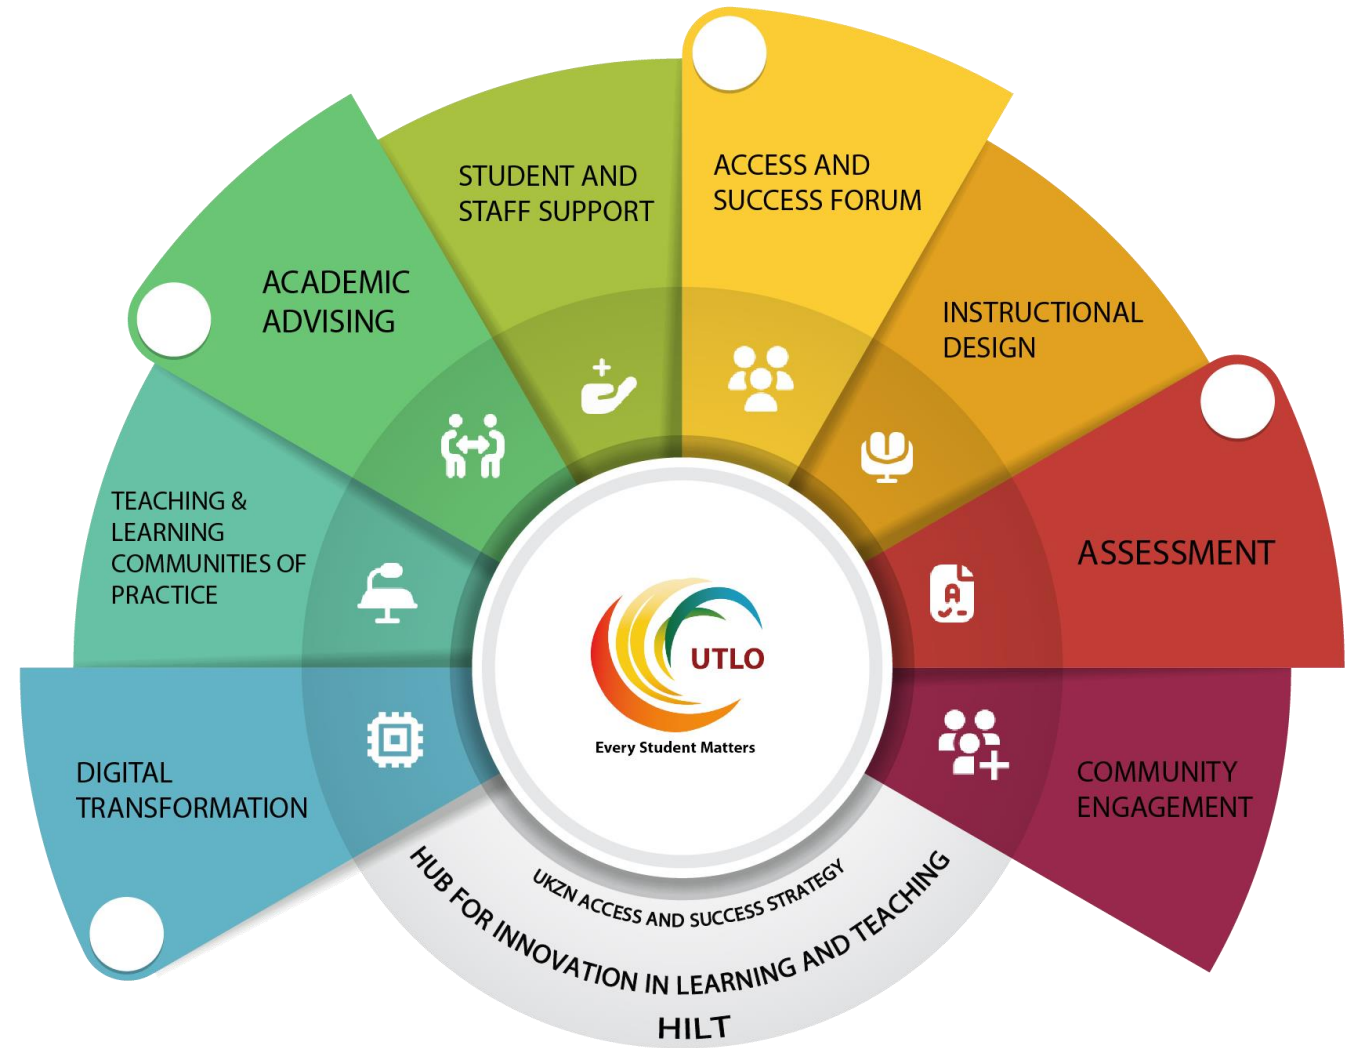 DIGITAL
TRANSFORMATION
TEACHING &
LEARNING
COMMUNITIES OF
PRACTICE
ACADEMIC
ADVISING
STUDENT AND
STAFF SUPPORT
ACCESS AND
SUCCESS FORUM
INSTRUCTIONAL
DESIGN
A
ASSESSMENT
COMMUNITY
ENGAGEMENT
UTLO
Every Student Matters
UKZN ACCESS AND SUCCESS STRATEGY
HUB FOR INNOVATION IN LEARNING AND TEACHING
HILT